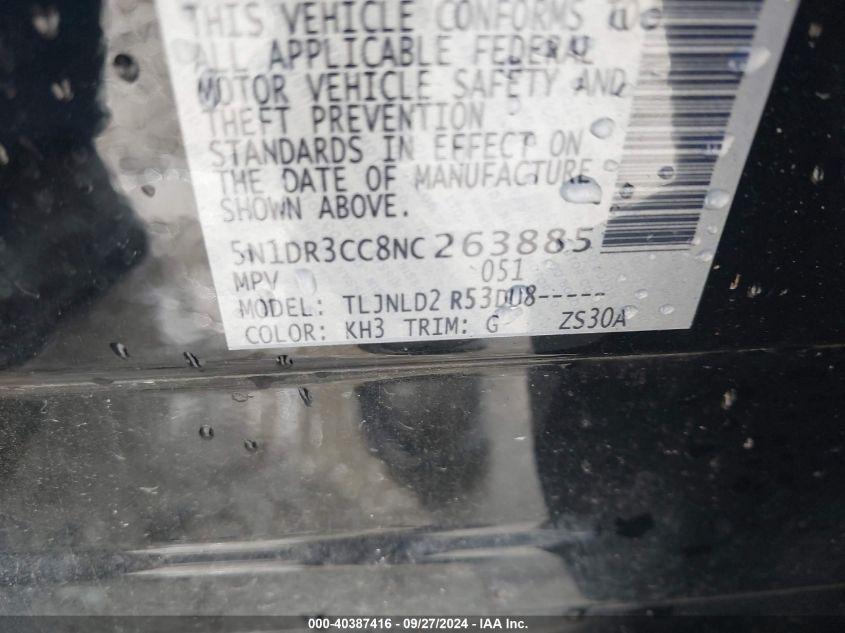 THIS VEHICLE CONFORMS TO
ALL APPLICABLE FEDERAL
MOTOR VEHICLE SAFETY AND
THEFT PREVENTION
STANDARDS IN EFFECT ON
THE DATE OF MANUFACTURE
SHOWN ABOVE.
5N1DR3CC8NC263885
MPV 051
MODEL: TLJNLD2 R53DU8-----
COLOR: KH3 TRIM: G ZS30A
000-40387416 - 09/27/2024 - IAA Inc.